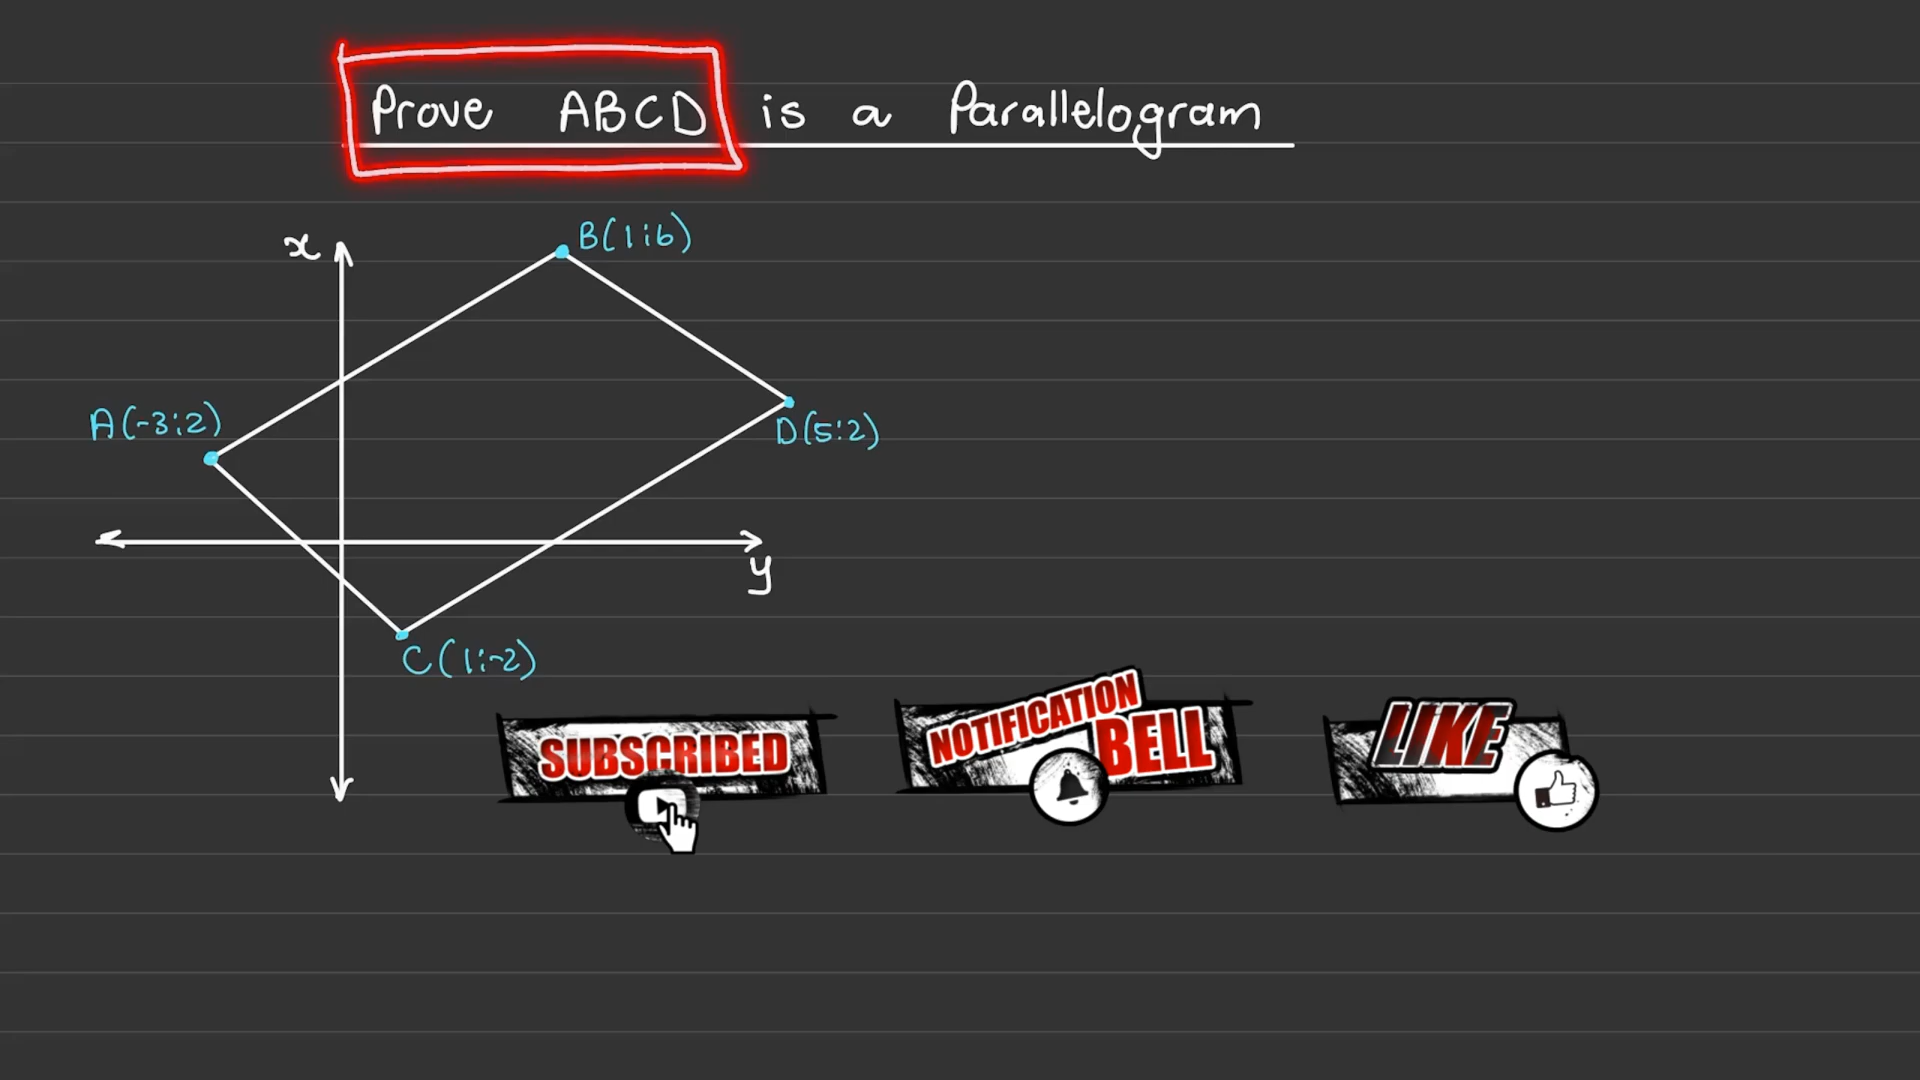 Prove ABCD is a Parallelogram
x
B(1;6)
A(-3;2)
D(5;2)
y
C(1;-2)
SUBSCRIBED
NOTIFICATION
BELL
LIKE